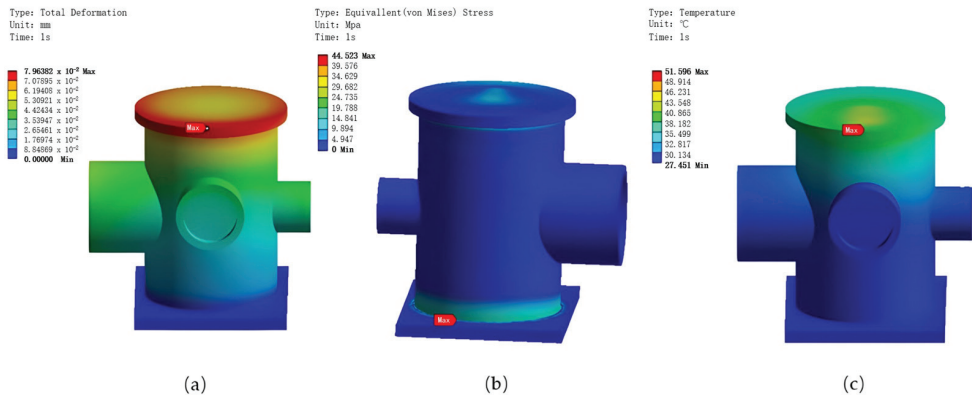 Type: Total Deformation
Unit: mm
Time: 1s
7.96382 x 10⁻² Max
7.07895 x 10⁻²
6.19408 x 10⁻²
5.30921 x 10⁻²
4.42434 x 10⁻²
3.53947 x 10⁻²
2.65461 x 10⁻²
1.76974 x 10⁻²
8.84869 x 10⁻²
0.00000 Min
Max
(a)
Type: Equivallent(von Mises) Stress
Unit: Mpa
Time: 1s
44.523 Max
39.576
34.629
29.682
24.735
19.788
14.841
9.894
4.947
0 Min
Max
(b)
Type: Temperature
Unit: ℃
Time: 1s
51.596 Max
48.914
46.231
43.548
40.865
38.182
35.499
32.817
30.134
27.451 Min
Max
(c)